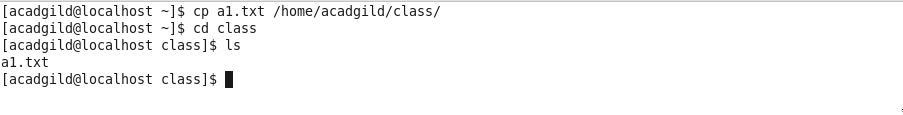 [acadgild@localhost ~]$ cp a1.txt /home/acadgild/class/
[acadgild@localhost ~]$ cd class
[acadgild@localhost class]$ ls
a1.txt
[acadgild@localhost class]$